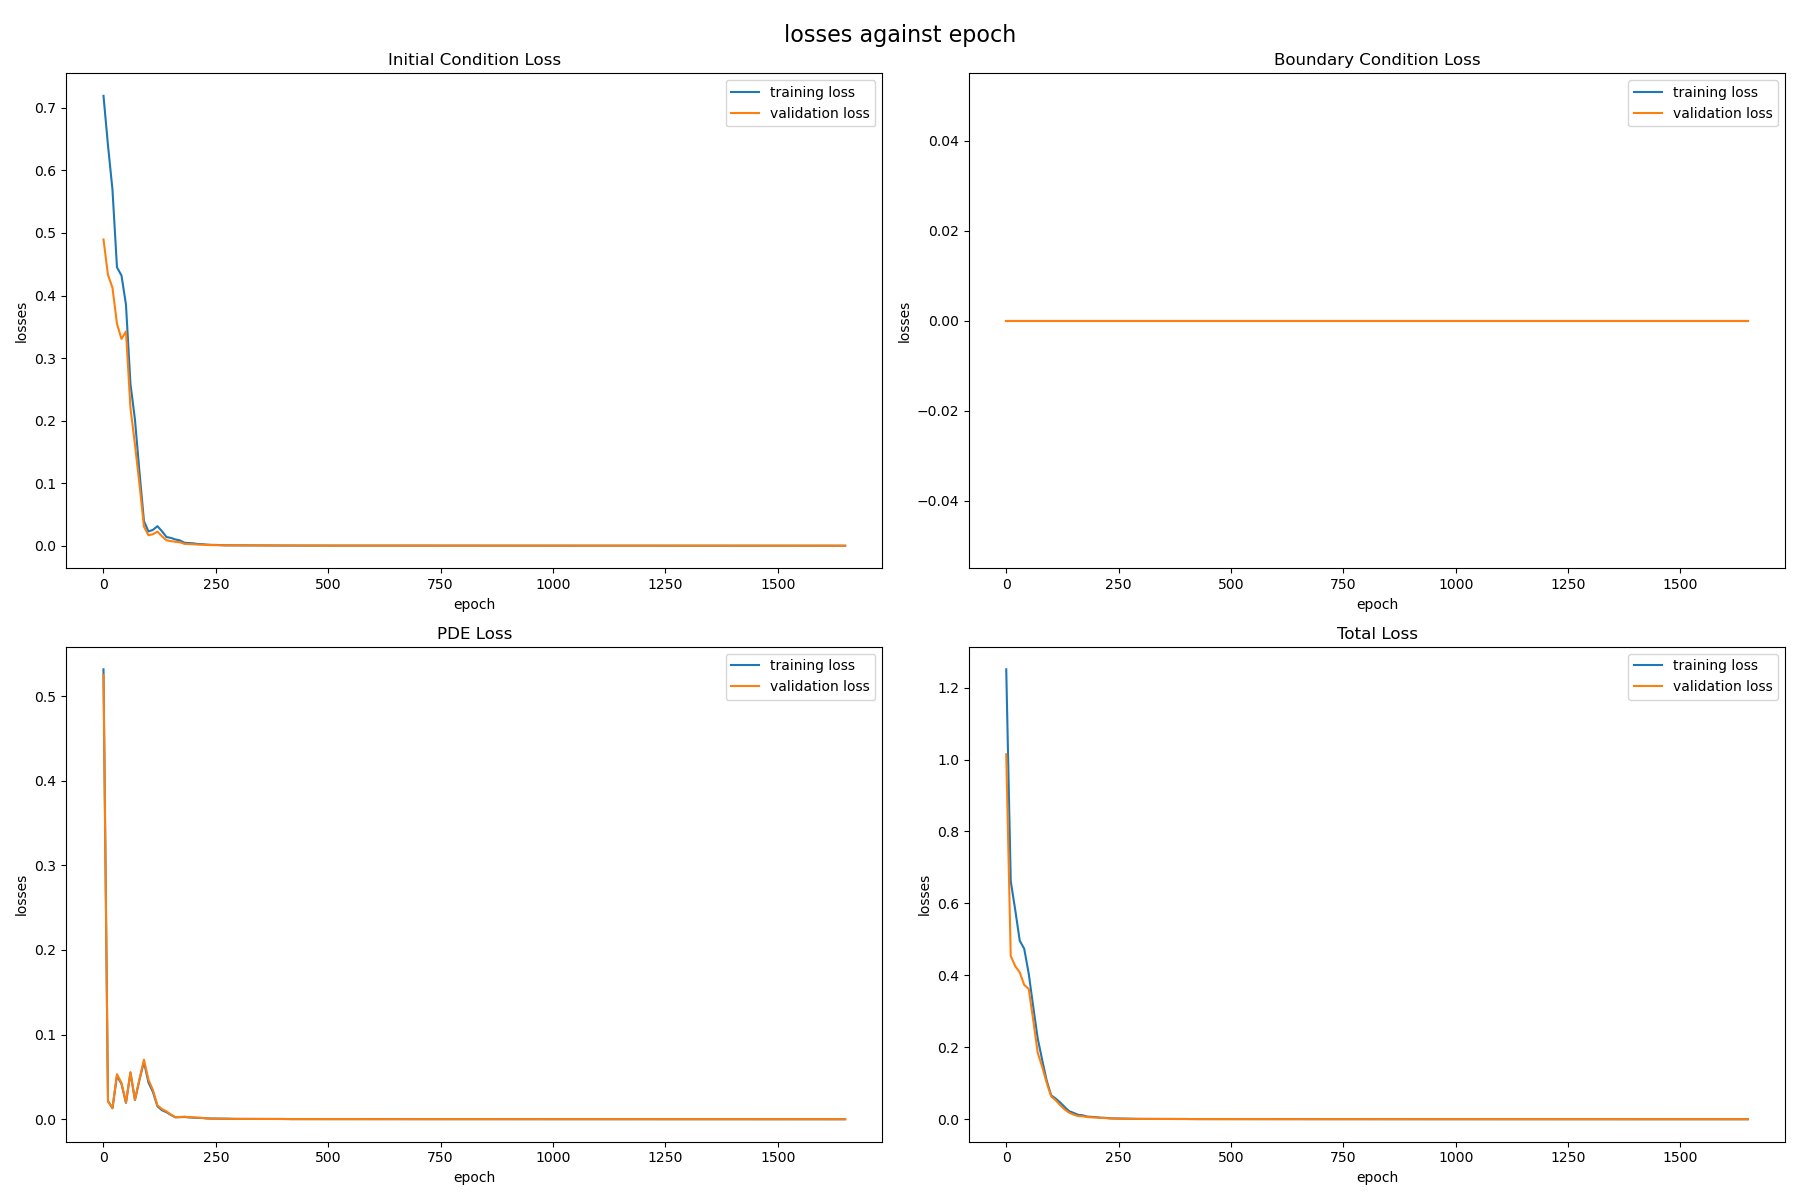 losses against epoch
Initial Condition Loss
training loss
validation loss
0.7
0.6
0.5
0.4
0.3
0.2
0.1
0.0
losses
0 250 500 750 1000 1250 1500
epoch
Boundary Condition Loss
training loss
validation loss
0.04
0.02
0.00
−0.02
−0.04
losses
0 250 500 750 1000 1250 1500
epoch
PDE Loss
training loss
validation loss
0.5
0.4
0.3
0.2
0.1
0.0
losses
0 250 500 750 1000 1250 1500
epoch
Total Loss
training loss
validation loss
1.2
1.0
0.8
0.6
0.4
0.2
0.0
losses
0 250 500 750 1000 1250 1500
epoch